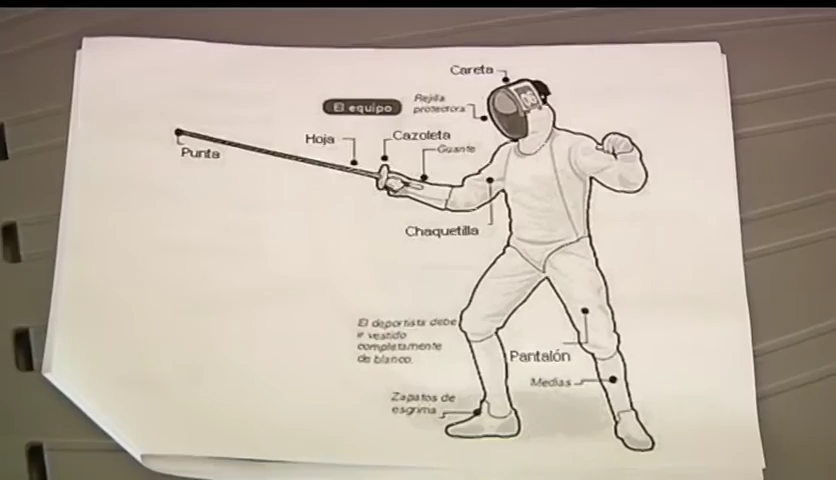 Careta
El equipo
Rejilla
protectora
Hoja
Cazoleta
Guante
Punta
Chaquetilla
El deportista debe
ir vestido
completamente
de blanco.
Pantalón
Medias
Zapatos de
esgrima